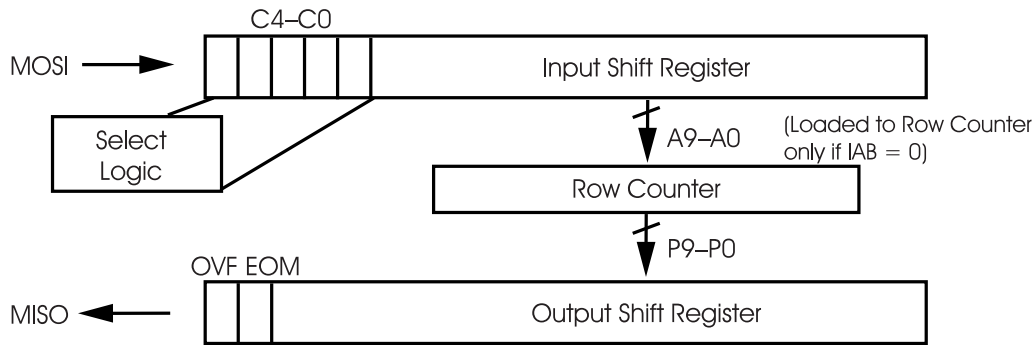 C4–C0
MOSI
Input Shift Register
Select
Logic
A9–A0
(Loaded to Row Counter
only if IAB = 0)
Row Counter
P9–P0
OVF EOM
MISO
Output Shift Register